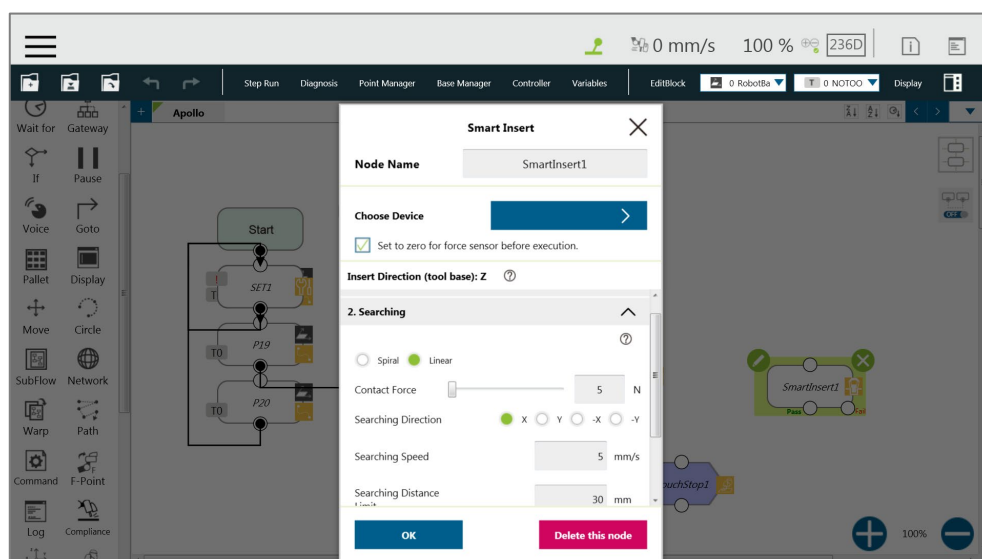 0 mm/s 100 % 236D
Step Run Diagnosis Point Manager Base Manager Controller Variables EditBlock 0 RobotBa T 0 NOTOO Display
Apollo
Wait for Gateway
If Pause
Voice Goto
Pallet Display
Move Circle
SubFlow Network
Warp Path
Command F-Point
Log Compliance
Start
SET1
T
P19
T0
P20
T0
Smart Insert
Node Name SmartInsert1
Choose Device
Set to zero for force sensor before execution.
Insert Direction (tool base): Z
2. Searching
Spiral Linear
Contact Force 5 N
Searching Direction X Y -X -Y
Searching Speed 5 mm/s
Searching Distance
Limit 30 mm
OK Delete this node
OFF
SmartInsert1
Pass Fail
ouchStop1
100%